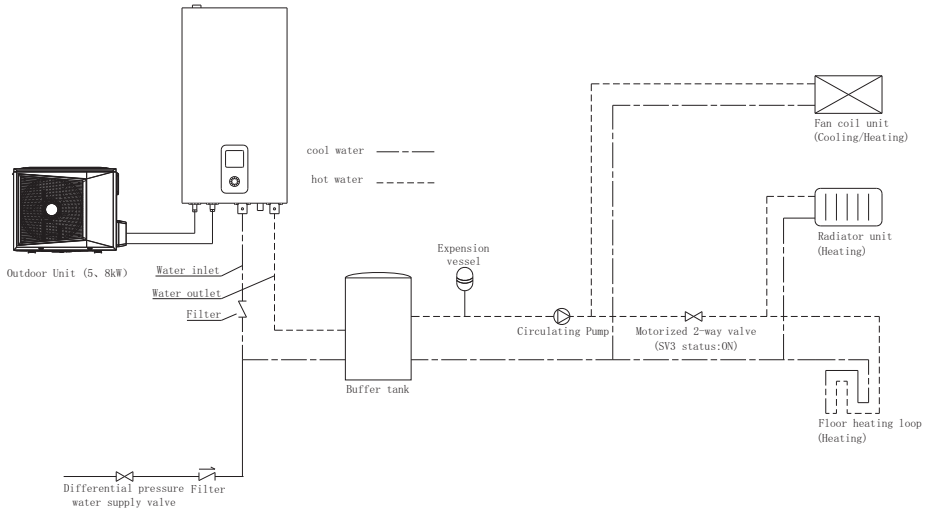 cool water
hot water
Fan coil unit
(Cooling/Heating)
Radiator unit
(Heating)
Outdoor Unit (5、8kW)
Water inlet
Water outlet
Filter
Expension
vessel
Circulating Pump
Motorized 2-way valve
(SV3 status:ON)
Buffer tank
Floor heating loop
(Heating)
Differential pressure
water supply valve
Filter